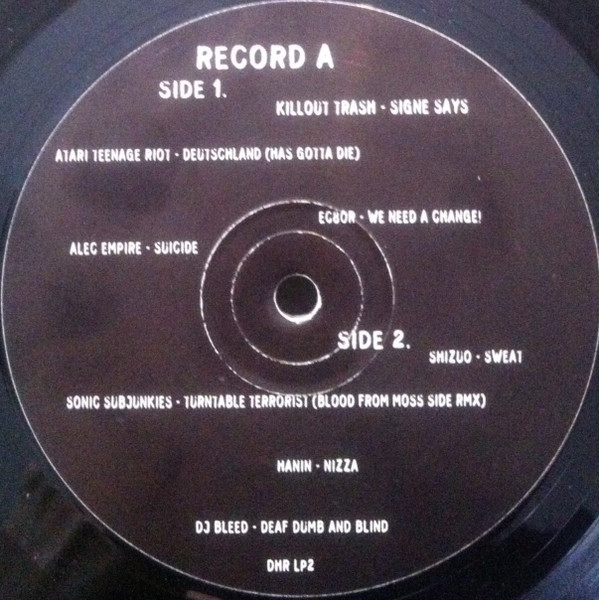 RECORD A
SIDE 1.
KILLOUT TRASH - SIGNE SAYS
ATARI TEENAGE RIOT - DEUTSCHLAND (HAS GOTTA DIE)
EC8OR - WE NEED A CHANGE!
ALEC EMPIRE - SUICIDE
SIDE 2.
SHIZUO - SWEAT
SONIC SUBJUNKIES - TURNTABLE TERRORIST (BLOOD FROM MOSS SIDE RMX)
HANIN - NIZZA
DJ BLEED - DEAF DUMB AND BLIND
DHR LP2